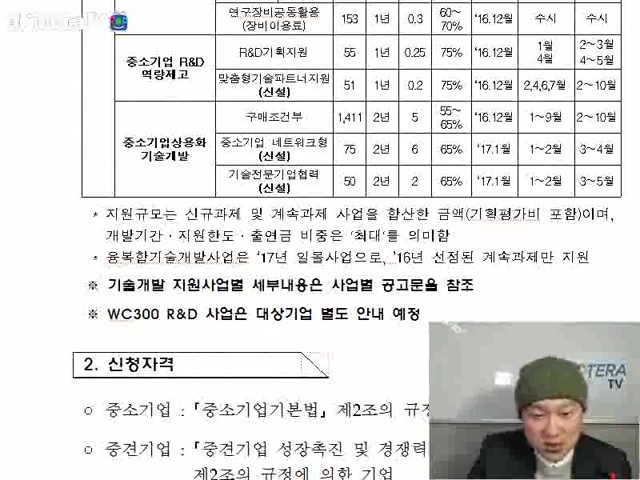 연구장비공동활용 153 1년 0.3 60~ '16.12월 수시 수시
(장비이용료) 70%
중소기업 R&D
역량제고
R&D기획지원 55 1년 0.25 75% '16.12월 1월 2~3월
4월 4~5월
맞춤형기술파트너지원 51 1년 0.2 75% '16.12월 2,4,6,7월 2~10월
(신설)
중소기업상용화
기술개발
구매조건부 1,411 2년 5 55~ '16.12월 1~9월 2~10월
65%
중소기업 네트워크형 75 2년 6 65% '17.1월 1~2월 3~4월
(신설)
기술전문기업협력 50 2년 2 65% '17.1월 1~2월 3~5월
(신설)
* 지원규모는 신규과제 및 계속과제 사업을 합산한 금액(기획평가비 포함)이며,
개발기간·지원한도·출연금 비중은 '최대'를 의미함
* 융복합기술개발사업은 '17년 일몰사업으로, '16년 선정된 계속과제만 지원
※ 기술개발 지원사업별 세부내용은 사업별 공고문을 참조
※ WC300 R&D 사업은 대상기업 별도 안내 예정
2. 신청자격
○ 중소기업 : 「중소기업기본법」 제2조의 규정
○ 중견기업 : 「중견기업 성장촉진 및 경쟁력
제2조의 규정에 의한 기업
CTERA
TV